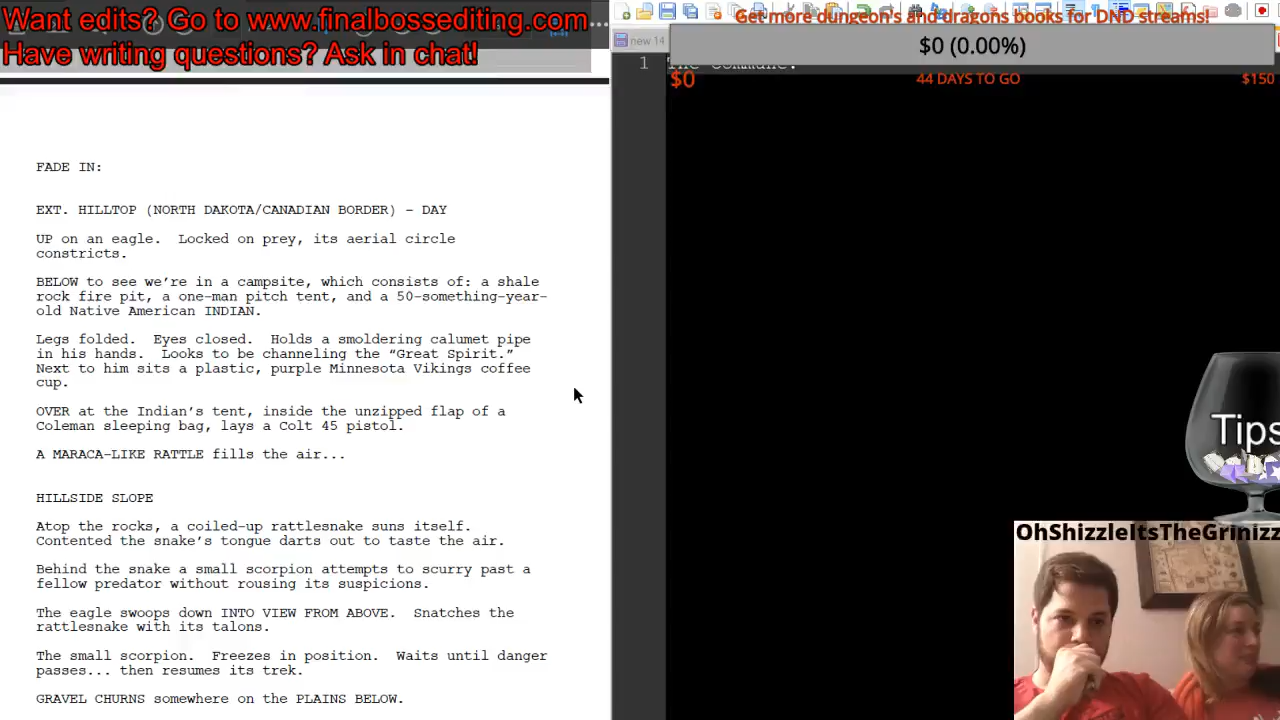 Want edits? Go to www.finalbossediting.com
Have writing questions? Ask in chat!
Get more dungeon's and dragons books for DND streams!
new 14
$0 (0.00%)
1
$0
44 DAYS TO GO
$150
FADE IN:
EXT. HILLTOP (NORTH DAKOTA/CANADIAN BORDER) – DAY
UP on an eagle.  Locked on prey, its aerial circle
constricts.
BELOW to see we’re in a campsite, which consists of: a shale
rock fire pit, a one-man pitch tent, and a 50-something-year-
old Native American INDIAN.
Legs folded.  Eyes closed.  Holds a smoldering calumet pipe
in his hands.  Looks to be channeling the “Great Spirit.”
Next to him sits a plastic, purple Minnesota Vikings coffee
cup.
OVER at the Indian’s tent, inside the unzipped flap of a
Coleman sleeping bag, lays a Colt 45 pistol.
A MARACA-LIKE RATTLE fills the air...
HILLSIDE SLOPE
Atop the rocks, a coiled-up rattlesnake suns itself.
Contented the snake’s tongue darts out to taste the air.
Behind the snake a small scorpion attempts to scurry past a
fellow predator without rousing its suspicions.
The eagle swoops down INTO VIEW FROM ABOVE.  Snatches the
rattlesnake with its talons.
The small scorpion.  Freezes in position.  Waits until danger
passes... then resumes its trek.
GRAVEL CHURNS somewhere on the PLAINS BELOW.
Tips
OhShizzleItsTheGrinizz